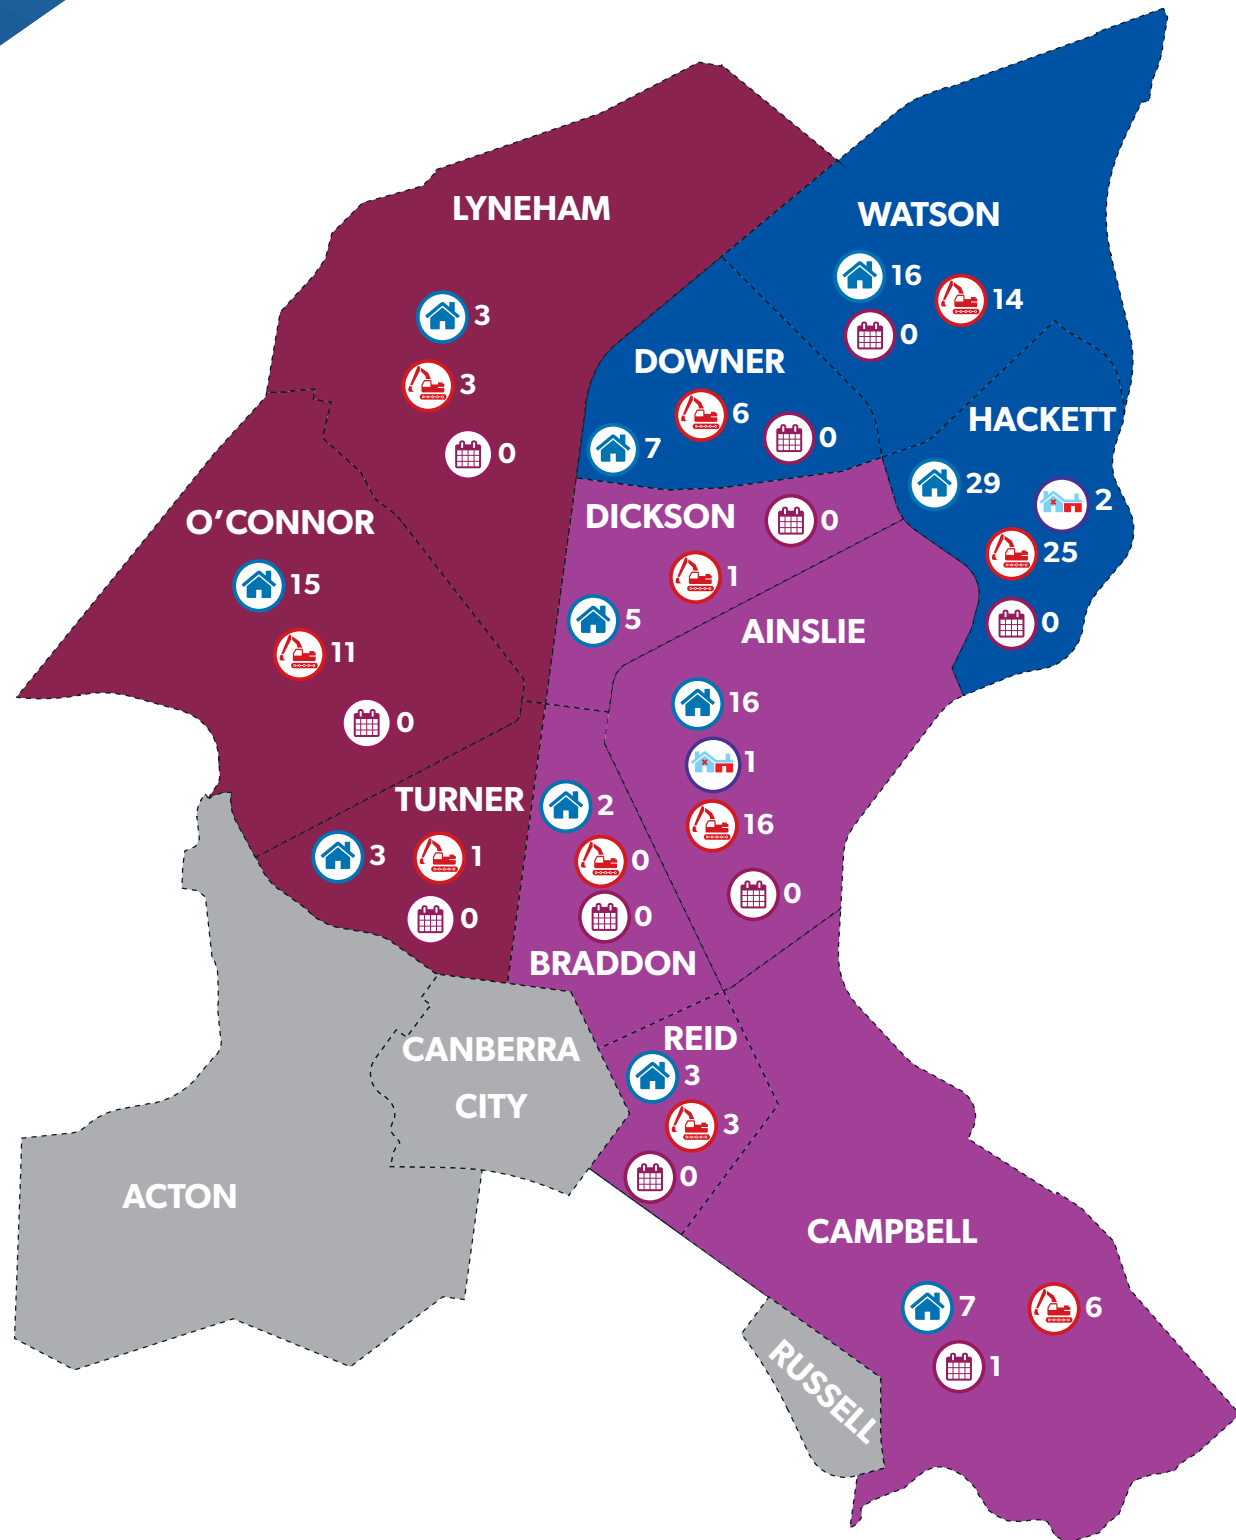 LYNEHAM
3
3
0
WATSON
16
14
0
DOWNER
6
7
0
HACKETT
29
2
25
0
O'CONNOR
15
11
0
DICKSON
0
1
5
AINSLIE
16
1
16
0
TURNER
3
1
0
2
0
0
BRADDON
CANBERRA
CITY
REID
3
3
0
ACTON
CAMPBELL
7
6
1
RUSSELL